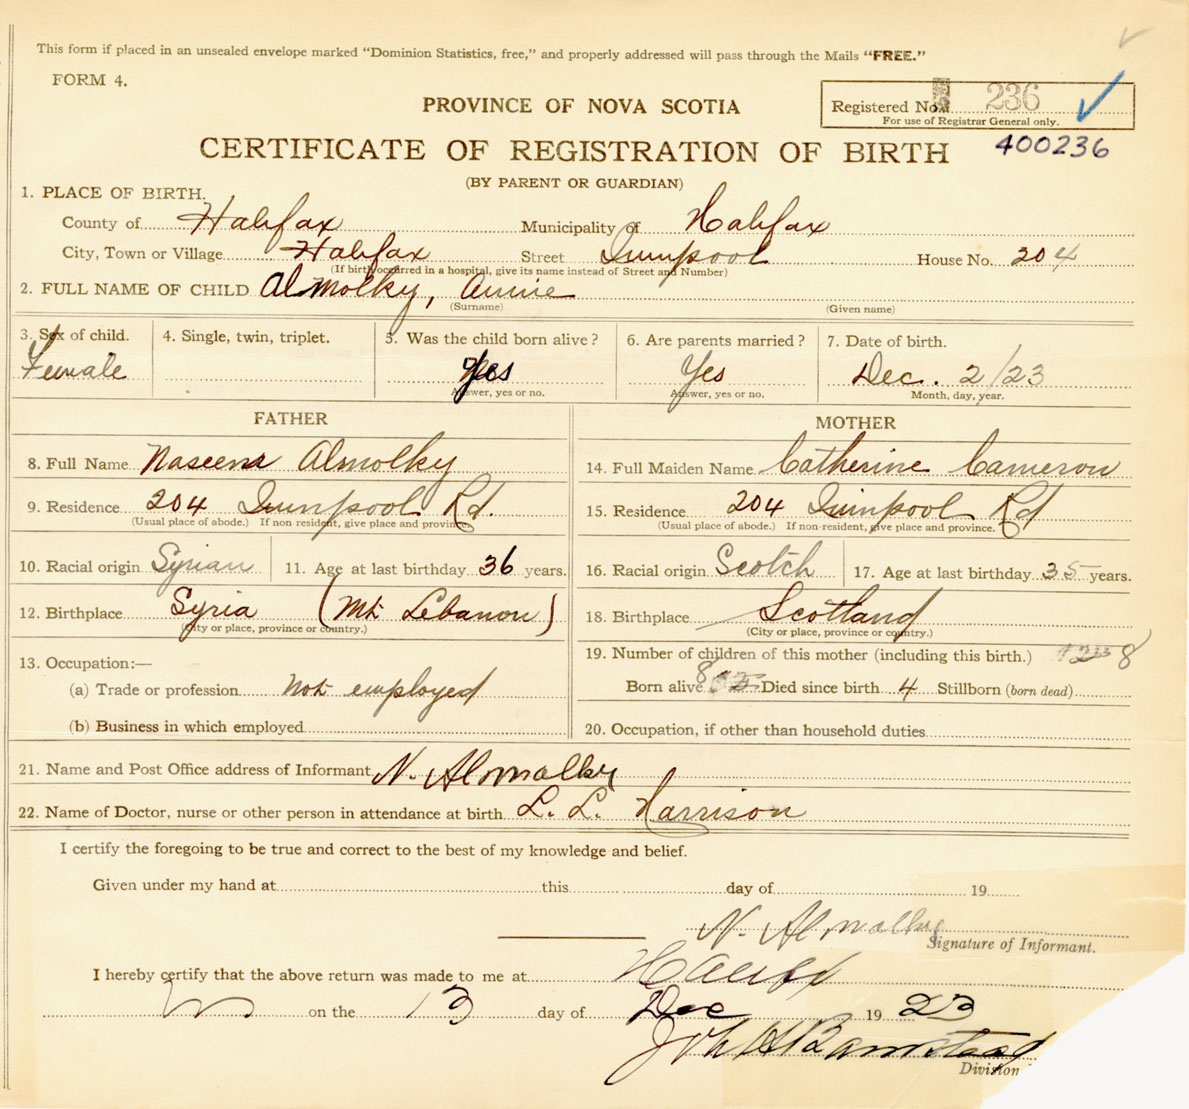 This form if placed in an unsealed envelope marked "Dominion Statistics, free," and properly addressed will pass through the Mails "FREE."
FORM 4.
PROVINCE OF NOVA SCOTIA
Registered No. 236
For use of Registrar General only.
400236
CERTIFICATE OF REGISTRATION OF BIRTH
(BY PARENT OR GUARDIAN)
1. PLACE OF BIRTH.
County of Halifax Municipality of Halifax
City, Town or Village Halifax Street Quinpool House No. 204
(If birth occurred in a hospital, give its name instead of Street and Number)
2. FULL NAME OF CHILD Almolky, Annie
(Surname) (Given name)
3. Sex of child. 4. Single, twin, triplet. 5. Was the child born alive? 6. Are parents married? 7. Date of birth.
Female Yes Yes Dec. 2/23
Answer, yes or no. Answer, yes or no. Month, day, year.
FATHER MOTHER
8. Full Name Naseem Almolky 14. Full Maiden Name Catherine Cameron
9. Residence 204 Quinpool Rd. 15. Residence 204 Quinpool Rd
(Usual place of abode.) If non resident, give place and province. (Usual place of abode.) If non-resident, give place and province.
10. Racial origin Syrian 11. Age at last birthday 36 years. 16. Racial origin Scotch 17. Age at last birthday 35 years.
12. Birthplace Syria (Mt. Lebanon) 18. Birthplace Scotland
(City or place, province or country.) (City or place, province or country.)
13. Occupation:— 19. Number of children of this mother (including this birth.) 8
(a) Trade or profession Not employed Born alive 8 Died since birth 4 Stillborn (born dead)
(b) Business in which employed 20. Occupation, if other than household duties
21. Name and Post Office address of Informant N. Almalky
22. Name of Doctor, nurse or other person in attendance at birth L. L. Harrison
I certify the foregoing to be true and correct to the best of my knowledge and belief.
Given under my hand at this day of 19
N. Almalky
Signature of Informant.
I hereby certify that the above return was made to me at Halifx
on the 13 day of Dec 1923
Division